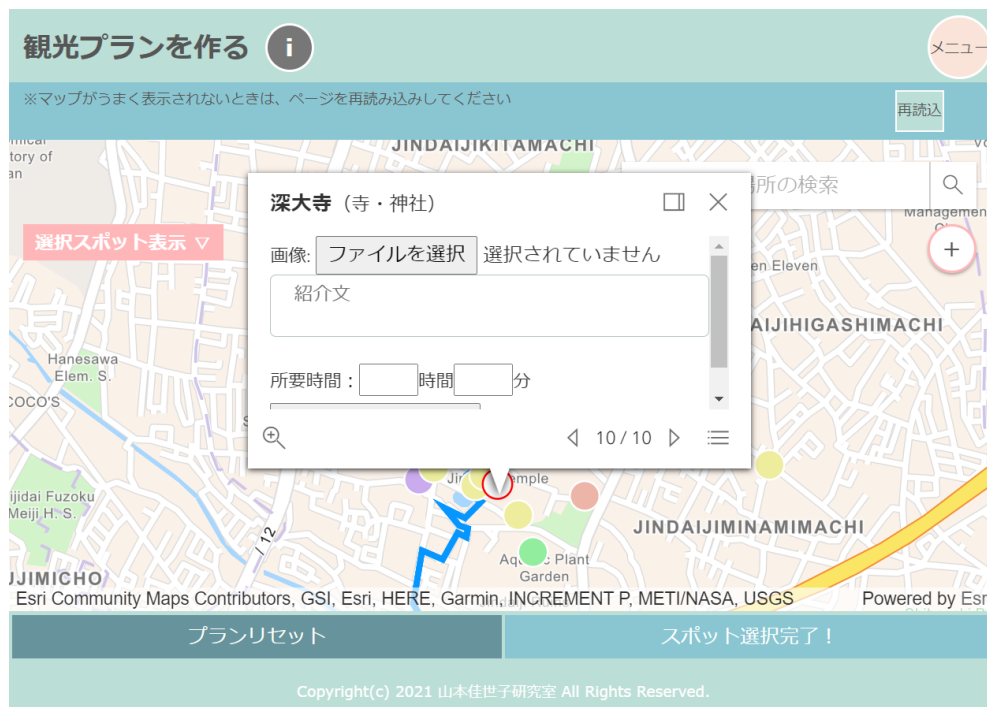 観光プランを作る
i
メニュー
※マップがうまく表示されないときは、ページを再読み込みしてください
再読込
JINDAIJIKITAMACHI
tory of
場所の検索
選択スポット表示 ▽
深大寺（寺・神社）
画像: ファイルを選択 選択されていません
紹介文
所要時間：時間分
10 / 10
+
en Eleven
AIJIHIGASHIMACHI
Hanesawa
Elem. S.
COCO'S
ijidai Fuzoku
Meiji H. S.
/ 12
JINDAIJIMINAMIMACHI
Plant
Garden
JJIMICHO
Esri Community Maps Contributors, GSI, Esri, HERE, Garmin, INCREMENT P, METI/NASA, USGS
Powered by Esr
プランリセット
スポット選択完了！
Copyright(c) 2021 山本佳世子研究室 All Rights Reserved.